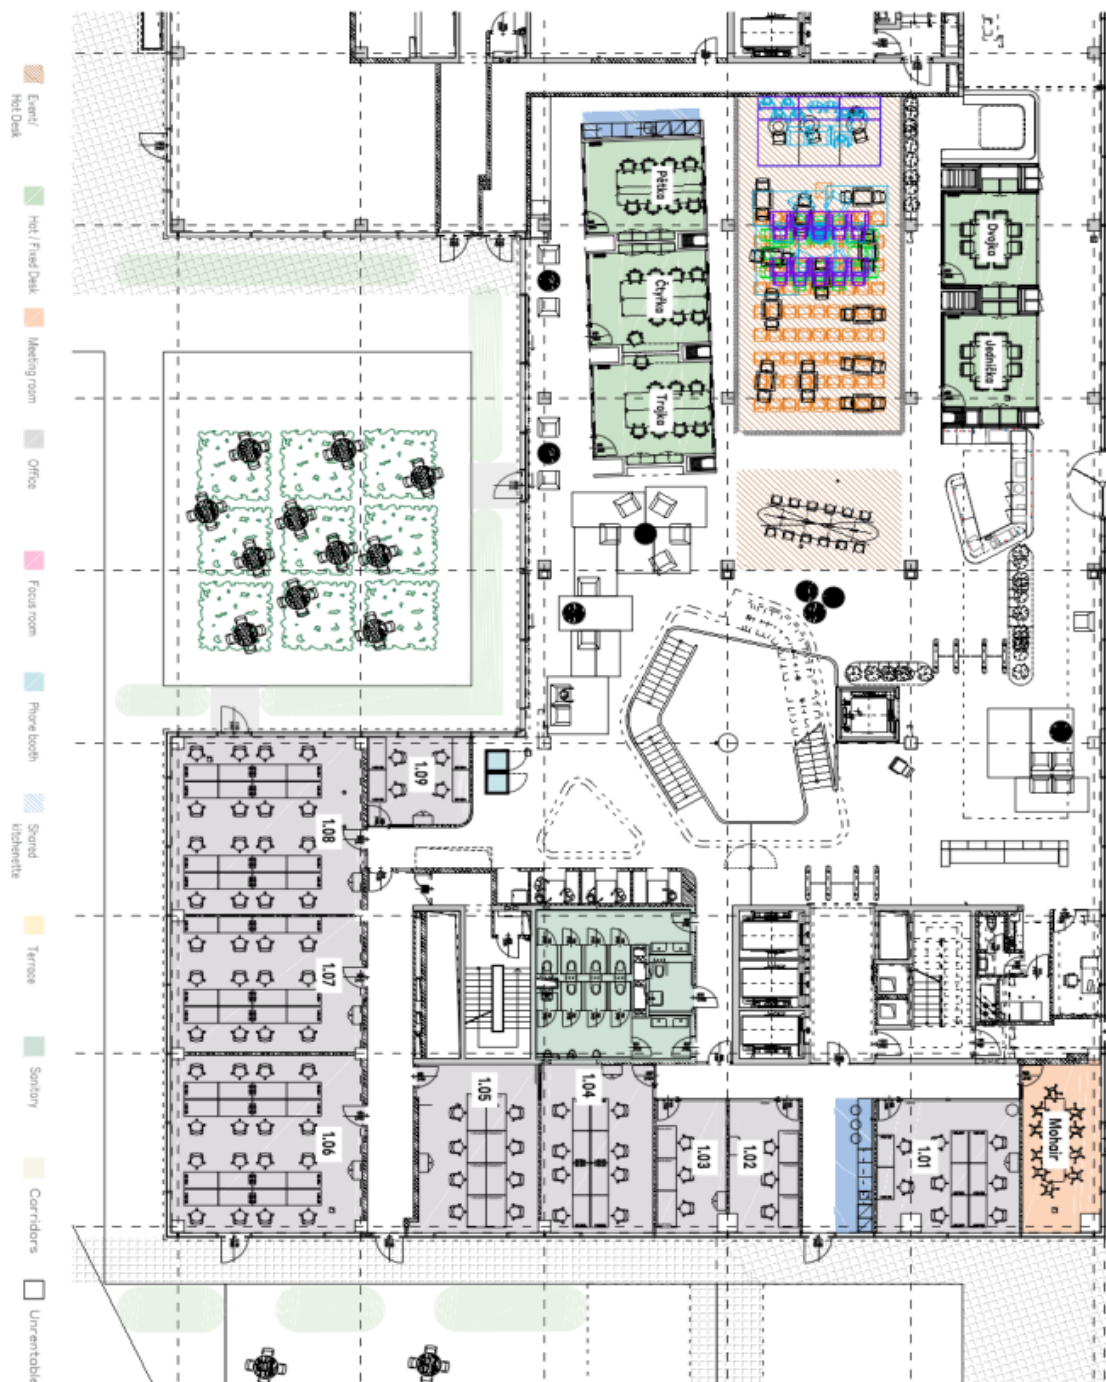 Event/
Hot Desk
Hot / Fixed Desk
Meeting room
Office
Focus room
Phone booth
Shared
kitchenette
Terrace
Sanitary
Corridors
Unrentable
Pětka
Čtyřka
Trojka
Dvojka
Jednička
1.09
1.08
1.07
1.06
1.05
1.04
1.03
1.02
1.01
Mohair